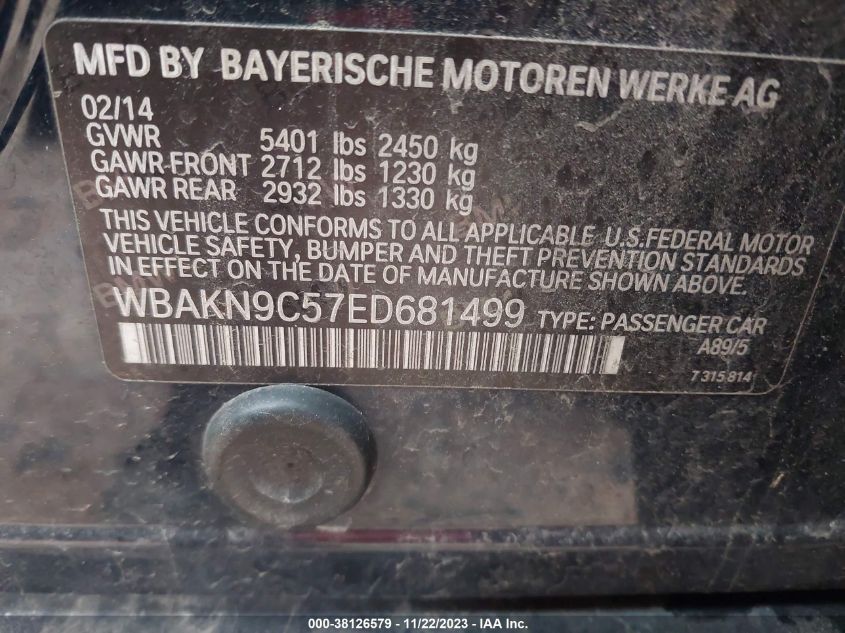 MFD BY BAYERISCHE MOTOREN WERKE AG
02/14
GVWR 5401 lbs 2450 kg
GAWR FRONT 2712 lbs 1230 kg
GAWR REAR 2932 lbs 1330 kg
THIS VEHICLE CONFORMS TO ALL APPLICABLE U.S.FEDERAL MOTOR
VEHICLE SAFETY, BUMPER AND THEFT PREVENTION STANDARDS
IN EFFECT ON THE DATE OF MANUFACTURE SHOWN ABOVE.
WBAKN9C57ED681499 TYPE: PASSENGER CAR
A89/5
7 315 814
000-38126579 - 11/22/2023 - IAA Inc.